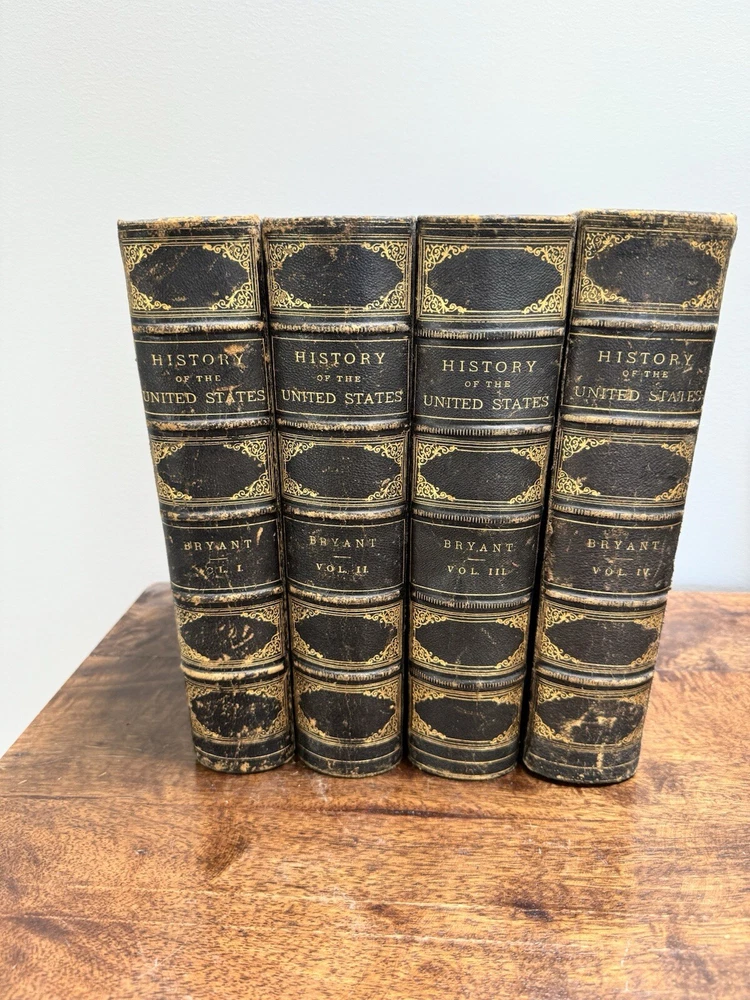 HISTORY
OF THE
UNITED STATES
BRYANT
VOL. I.
HISTORY
OF THE
UNITED STATES
BRYANT
VOL. II.
HISTORY
OF THE
UNITED STATES
BRYANT
VOL. III.
HISTORY
OF THE
UNITED STATES
BRYANT
VOL. IV.